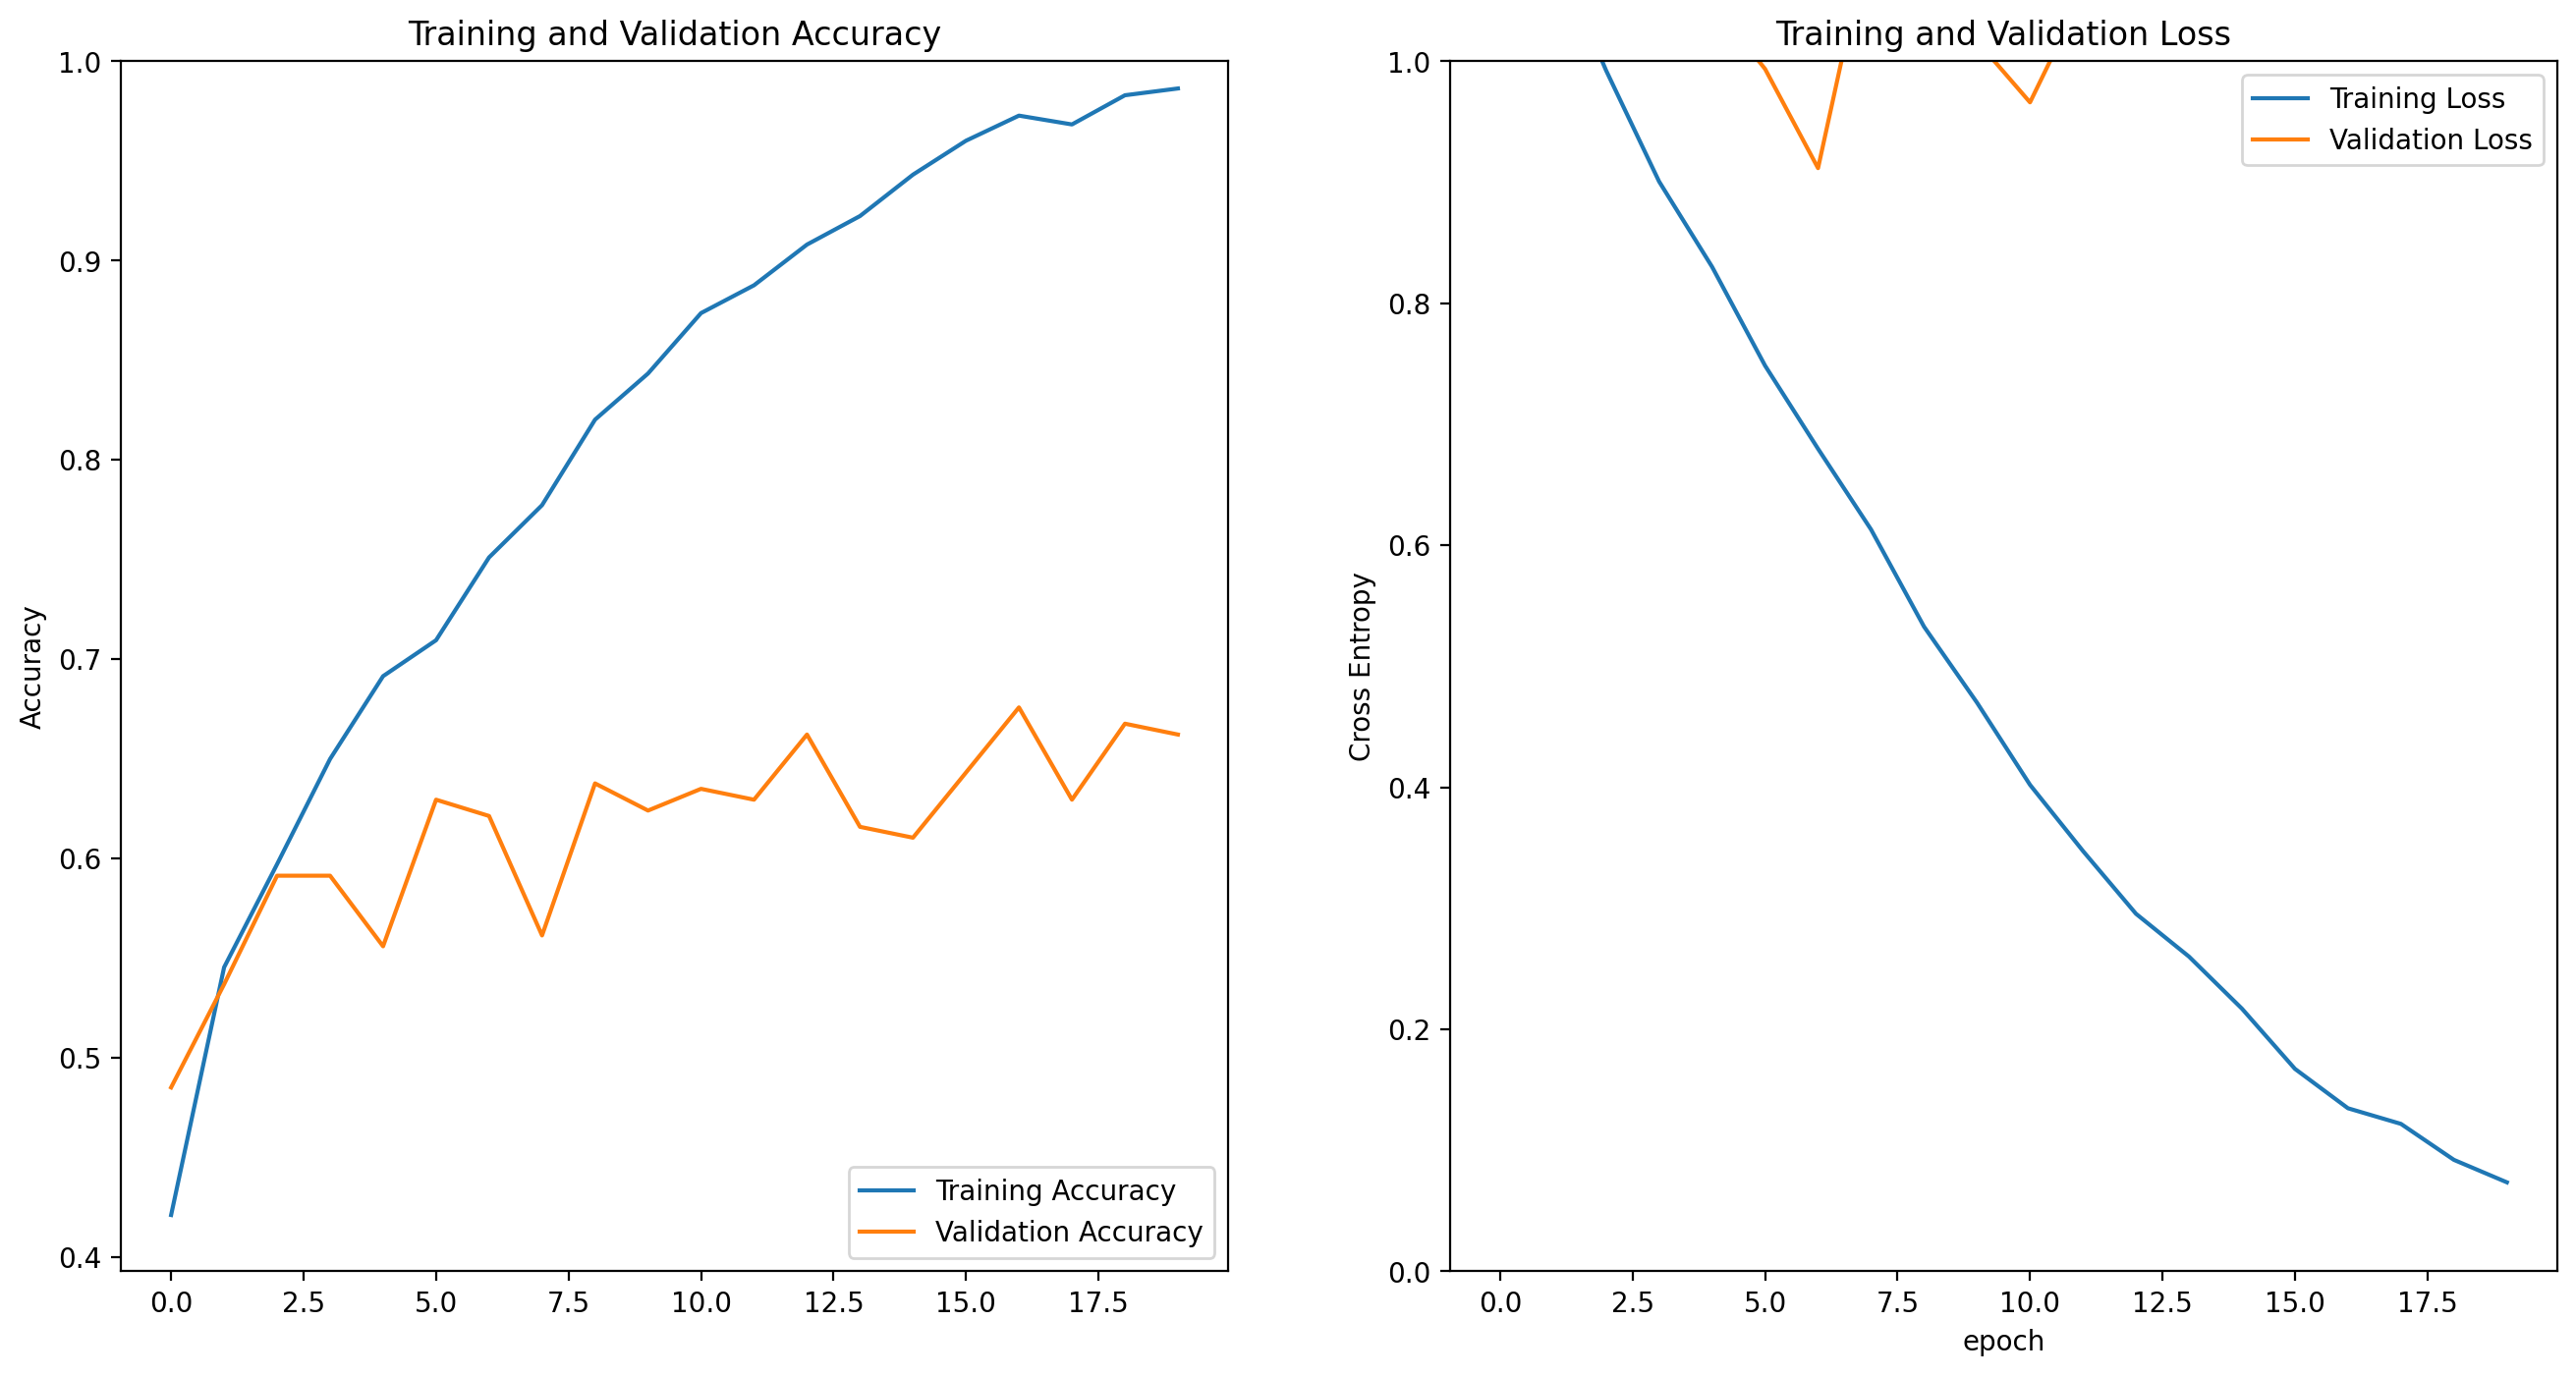 Training and Validation Accuracy
1.0
0.9
0.8
0.7
0.6
0.5
0.4
Accuracy
0.0 2.5 5.0 7.5 10.0 12.5 15.0 17.5
Training Accuracy
Validation Accuracy
Training and Validation Loss
1.0
0.8
0.6
0.4
0.2
0.0
Cross Entropy
0.0 2.5 5.0 7.5 10.0 12.5 15.0 17.5
epoch
Training Loss
Validation Loss